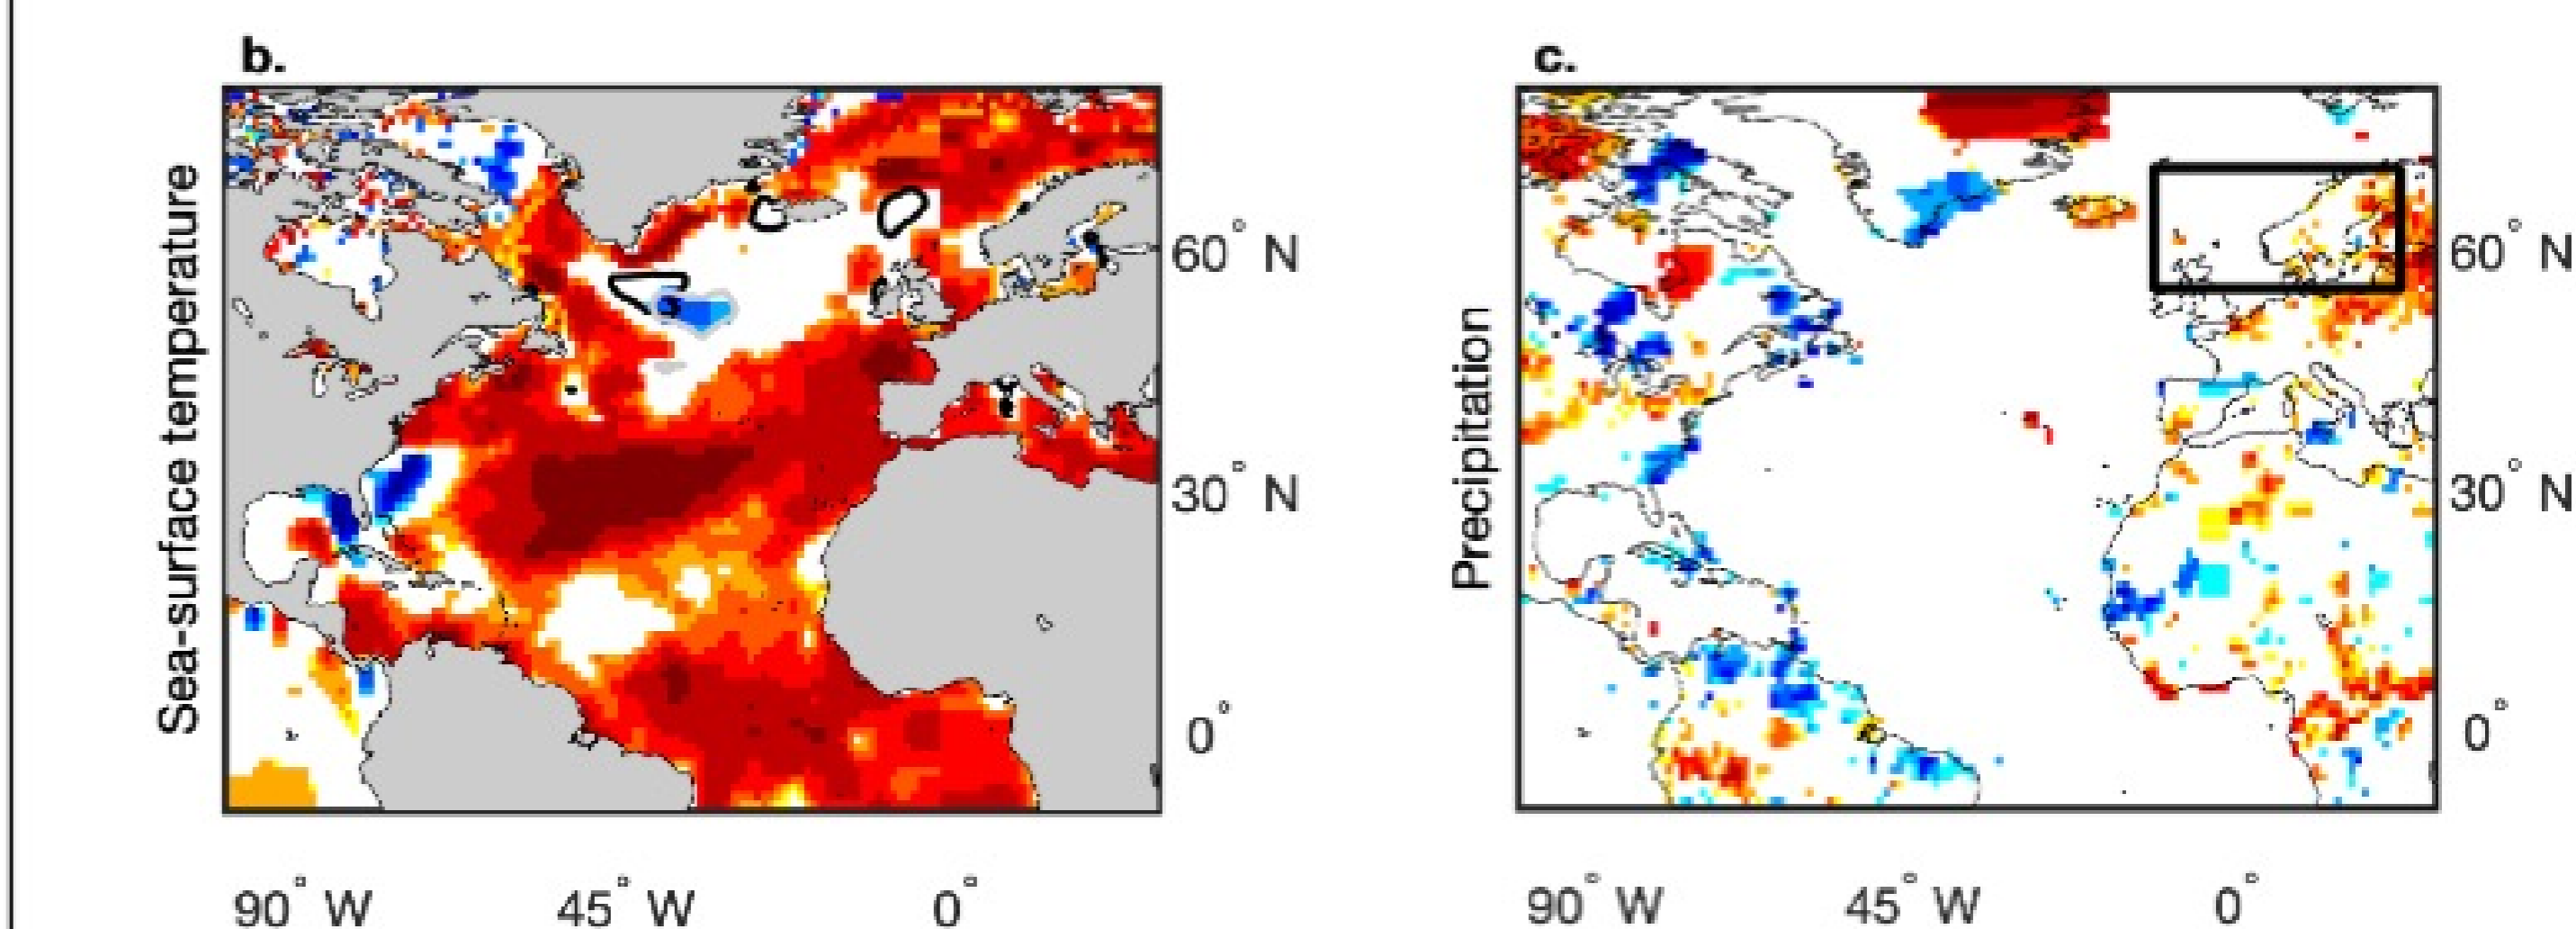 b.
Sea-surface temperature
60° N
30° N
0°
90° W 45° W 0°
c.
Precipitation
60° N
30° N
0°
90° W 45° W 0°